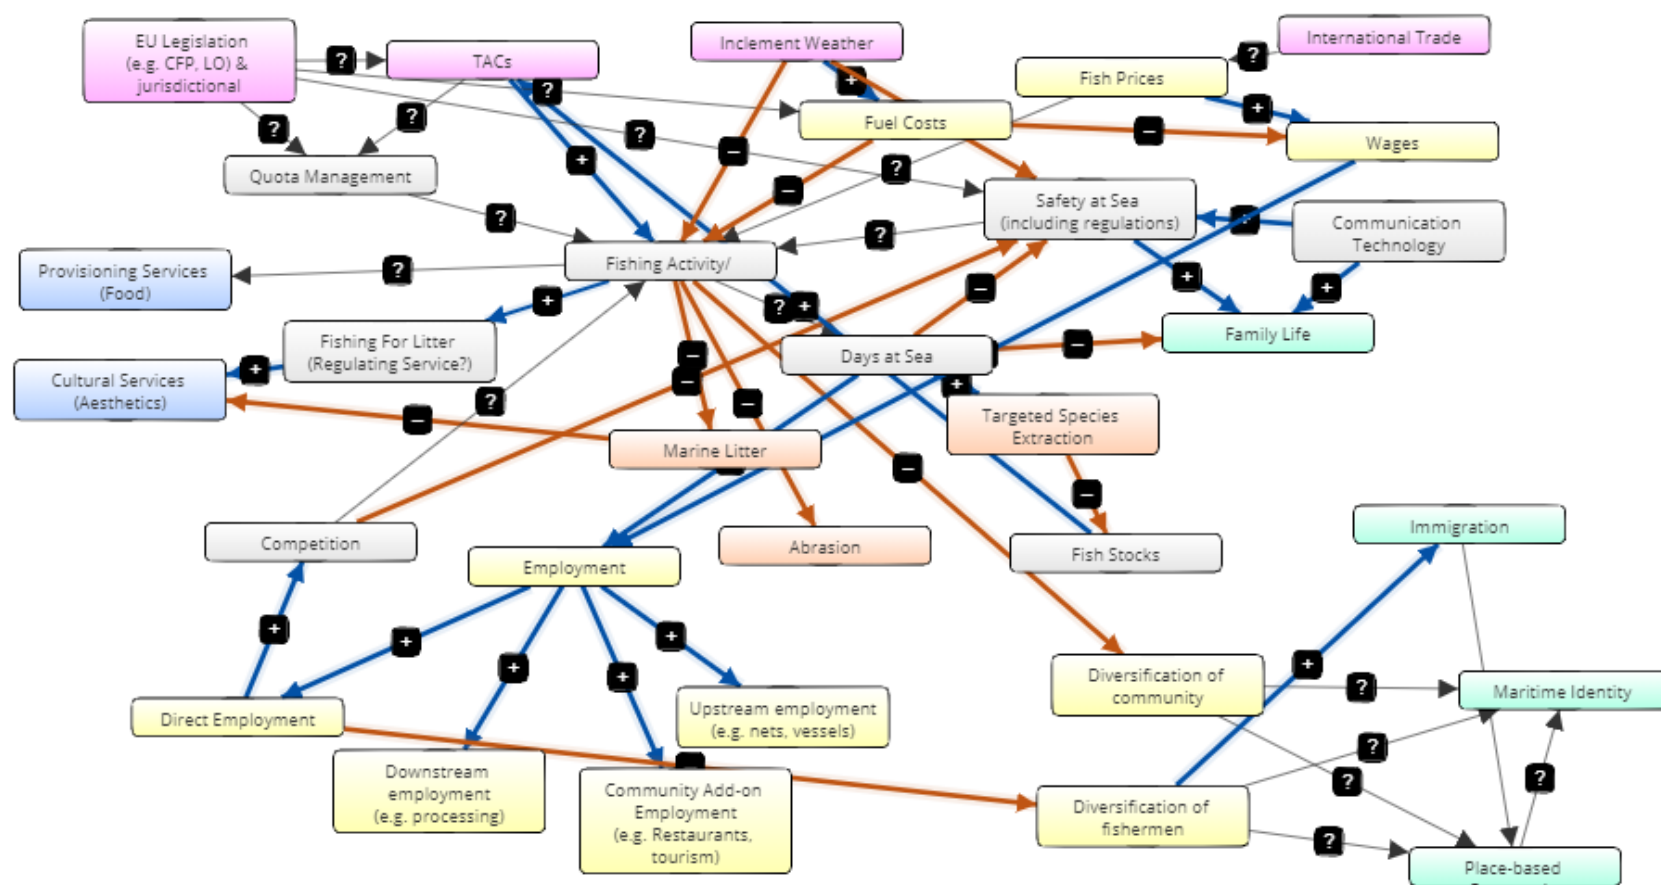 EU Legislation
(e.g. CFP, LO) &
jurisdictional
TACs
Inclement Weather
International Trade
Fish Prices
Fuel Costs
Wages
Quota Management
Safety at Sea
(including regulations)
Communication
Technology
Provisioning Services
(Food)
Fishing Activity/
Fishing For Litter
(Regulating Service?)
Days at Sea
Family Life
Cultural Services
(Aesthetics)
Targeted Species
Extraction
Marine Litter
Competition
Employment
Abrasion
Fish Stocks
Immigration
Direct Employment
Upstream employment
(e.g. nets, vessels)
Diversification of
community
Maritime Identity
Downstream
employment
(e.g. processing)
Community Add-on
Employment
(e.g. Restaurants,
tourism)
Diversification of
fishermen
Place-based